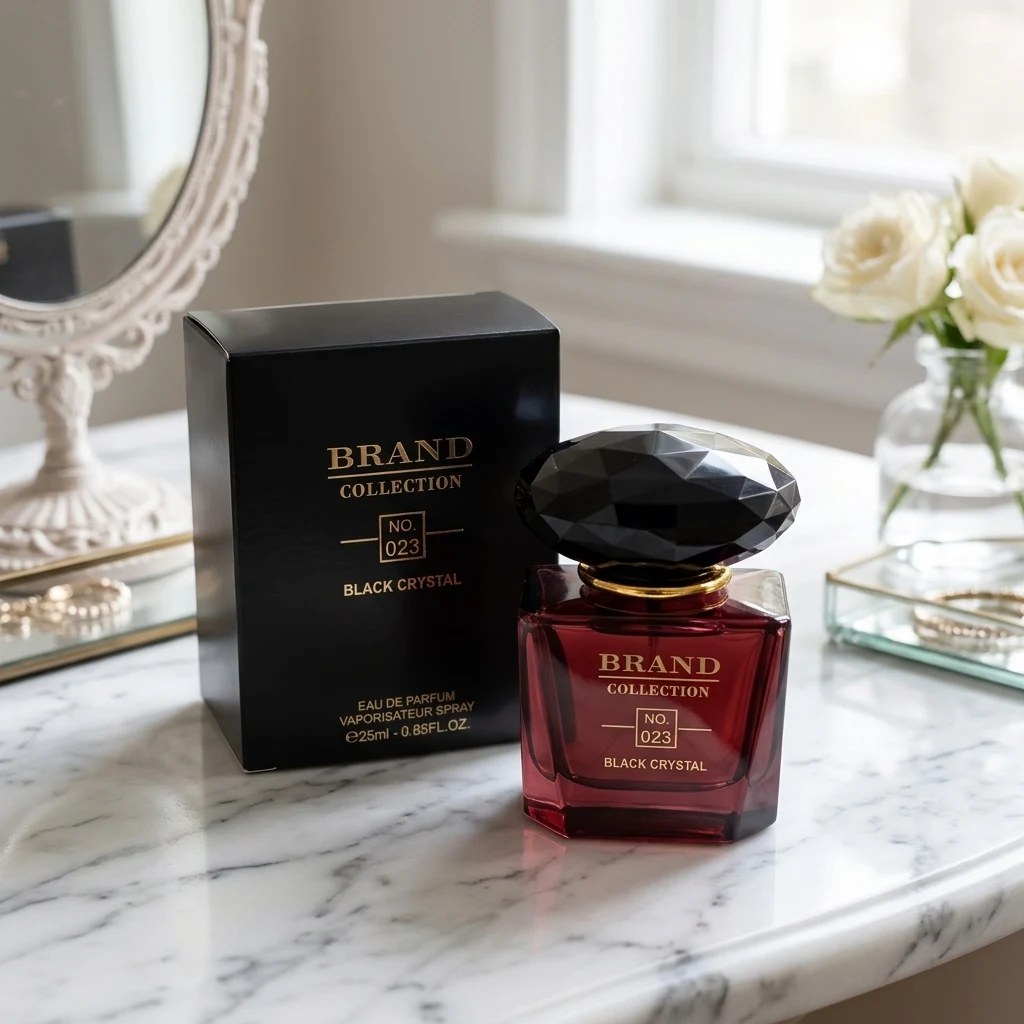 BRAND
COLLECTION
NO.
023
BLACK CRYSTAL
EAU DE PARFUM
VAPORISATEUR SPRAY
℮25ml - 0.85FL.OZ.
BRAND
COLLECTION
NO.
023
BLACK CRYSTAL